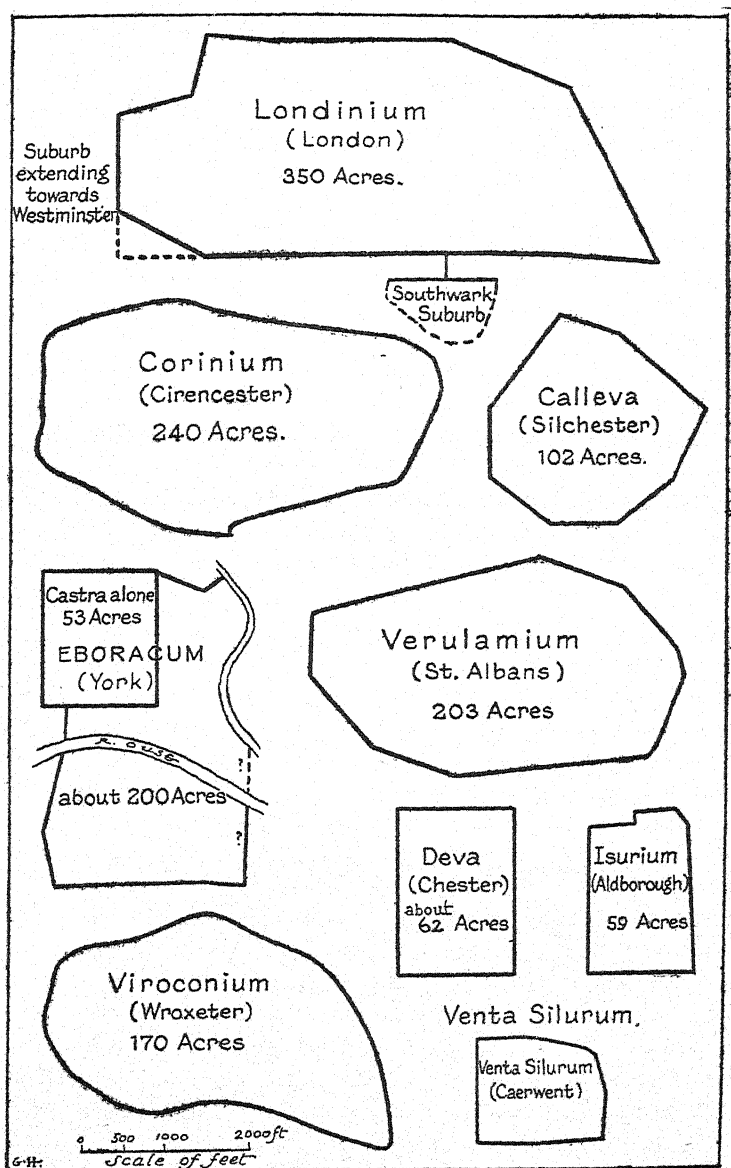 Londinium
(London)
350 Acres.
Suburb
extending
towards
Westminster
Southwark
Suburb
Corinium
(Cirencester)
240 Acres.
Calleva
(Silchester)
102 Acres.
Castra alone
53 Acres
EBORACUM
(York)
R. OUSE
about 200 Acres
?
?
Verulamium
(St. Albans)
203 Acres
Deva
(Chester)
about
62 Acres
Isurium
(Aldborough)
59 Acres
Viroconium
(Wroxeter)
170 Acres
Venta Silurum.
Venta Silurum
(Caerwent)
0 500 1000 2000ft
Scale of feet
G.H.